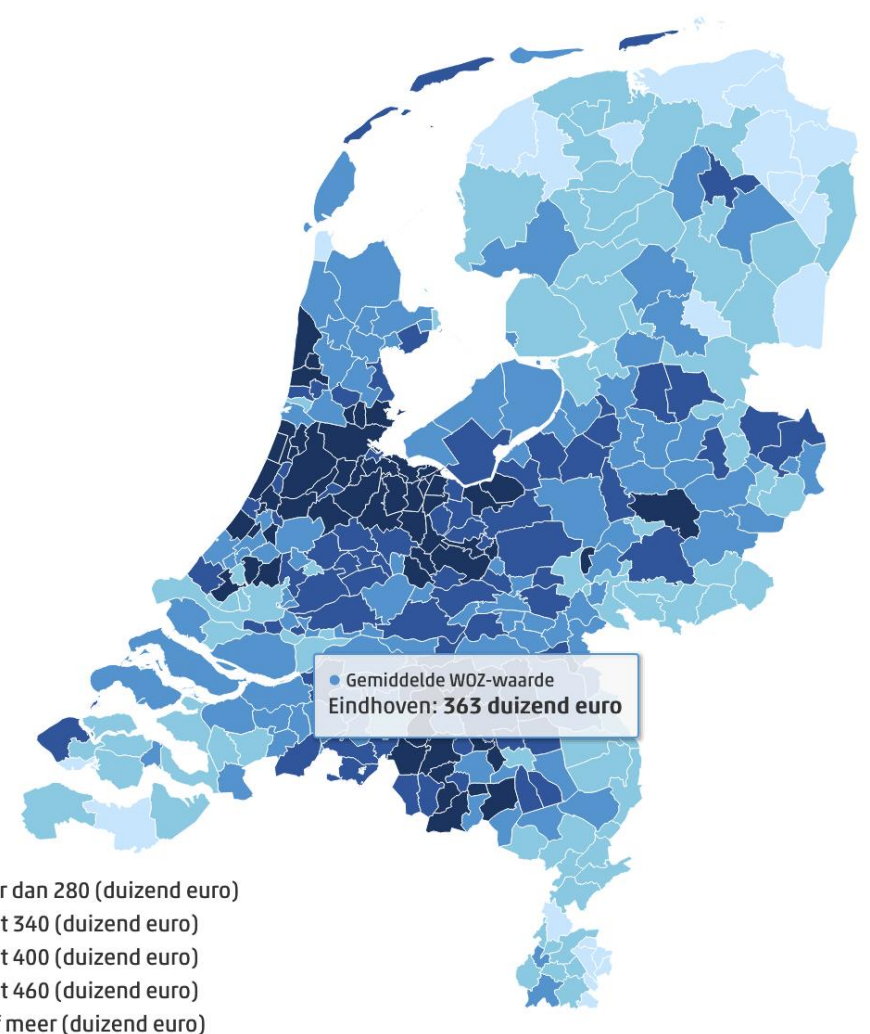 Gemiddelde WOZ-waarde
Eindhoven: 363 duizend euro
r dan 280 (duizend euro)
t 340 (duizend euro)
t 400 (duizend euro)
t 460 (duizend euro)
f meer (duizend euro)